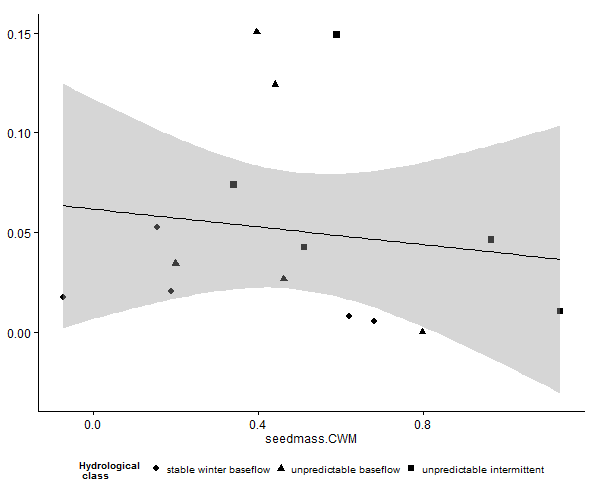 0.15
0.10
0.05
0.00
0.0 0.4 0.8
seedmass.CWM
Hydrological
class
stable winter baseflow unpredictable baseflow unpredictable intermittent